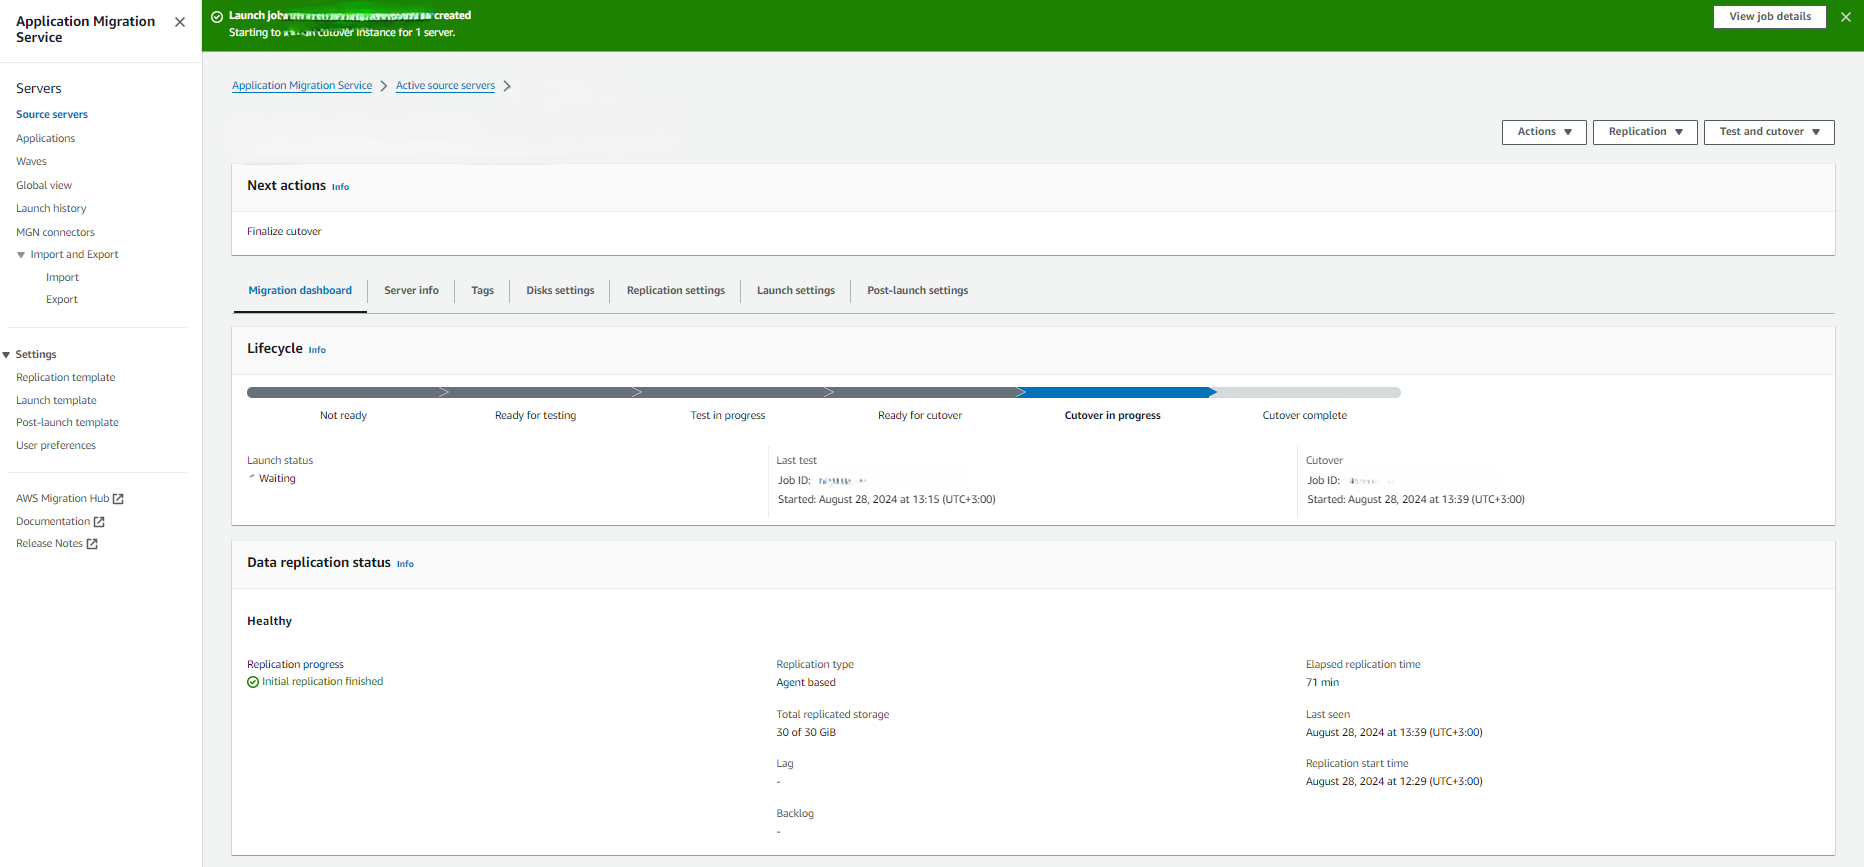 Application Migration Service
Launch job created
Starting to cutover instance for 1 server.
View job details
Servers
Source servers
Applications
Waves
Global view
Launch history
MGN connectors
Import and Export
Import
Export
Settings
Replication template
Launch template
Post-launch template
User preferences
AWS Migration Hub
Documentation
Release Notes
Application Migration Service
Active source servers
Actions
Replication
Test and cutover
Next actions Info
Finalize cutover
Migration dashboard
Server info
Tags
Disks settings
Replication settings
Launch settings
Post-launch settings
Lifecycle Info
Not ready
Ready for testing
Test in progress
Ready for cutover
Cutover in progress
Cutover complete
Launch status
Waiting
Last test
Job ID:
Started: August 28, 2024 at 13:15 (UTC+3:00)
Cutover
Job ID:
Started: August 28, 2024 at 13:39 (UTC+3:00)
Data replication status Info
Healthy
Replication progress
Initial replication finished
Replication type
Agent based
Total replicated storage
30 of 30 GiB
Lag
-
Backlog
-
Elapsed replication time
71 min
Last seen
August 28, 2024 at 13:39 (UTC+3:00)
Replication start time
August 28, 2024 at 12:29 (UTC+3:00)